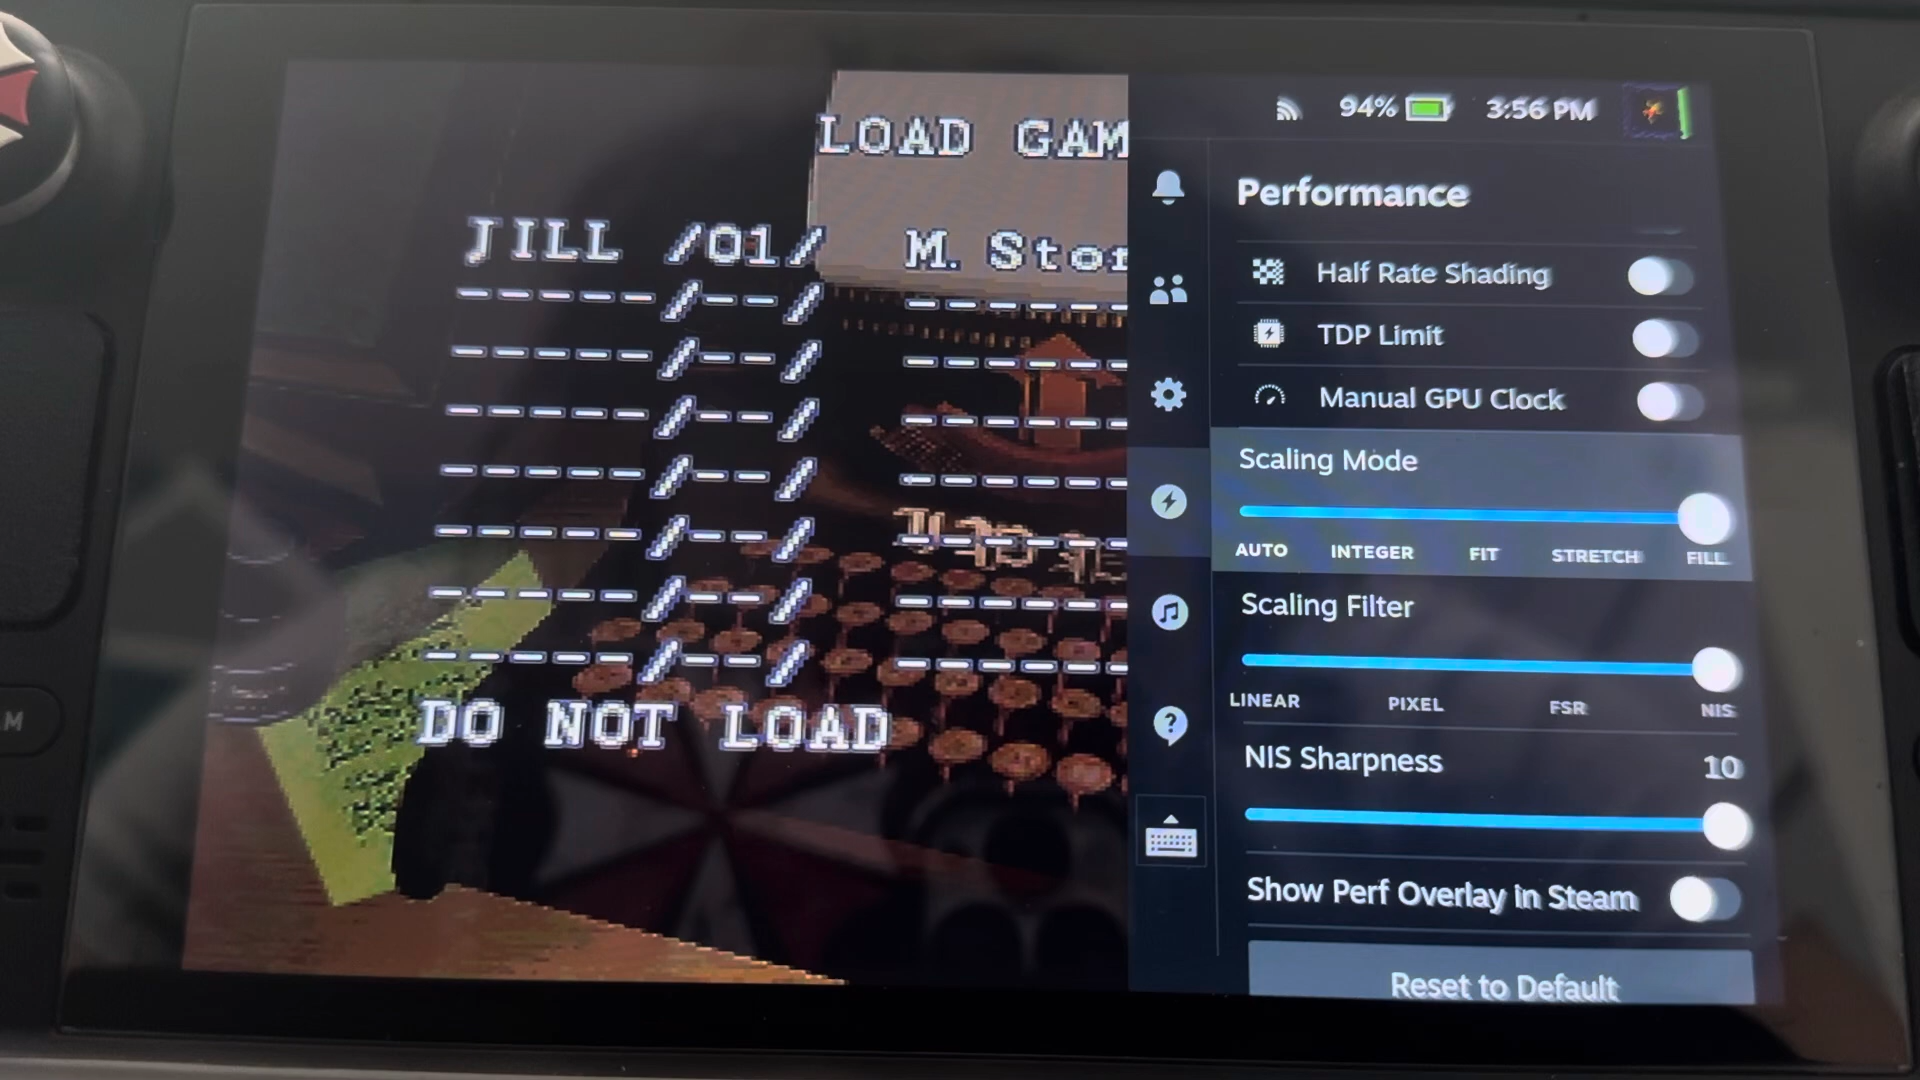 94% 3:56 PM
LOAD GAM
JILL /01/ M. Stor
-----/--/ ------
-----/--/ ------
-----/--/ ------
-----/--/ ------
-----/--/ ------
-----/--/ ------
-----/--/ ------
DO NOT LOAD
Performance
Half Rate Shading
TDP Limit
Manual GPU Clock
Scaling Mode
AUTO INTEGER FIT STRETCH FILL
Scaling Filter
LINEAR PIXEL FSR NIS
NIS Sharpness 10
Show Perf Overlay in Steam
Reset to Default
M